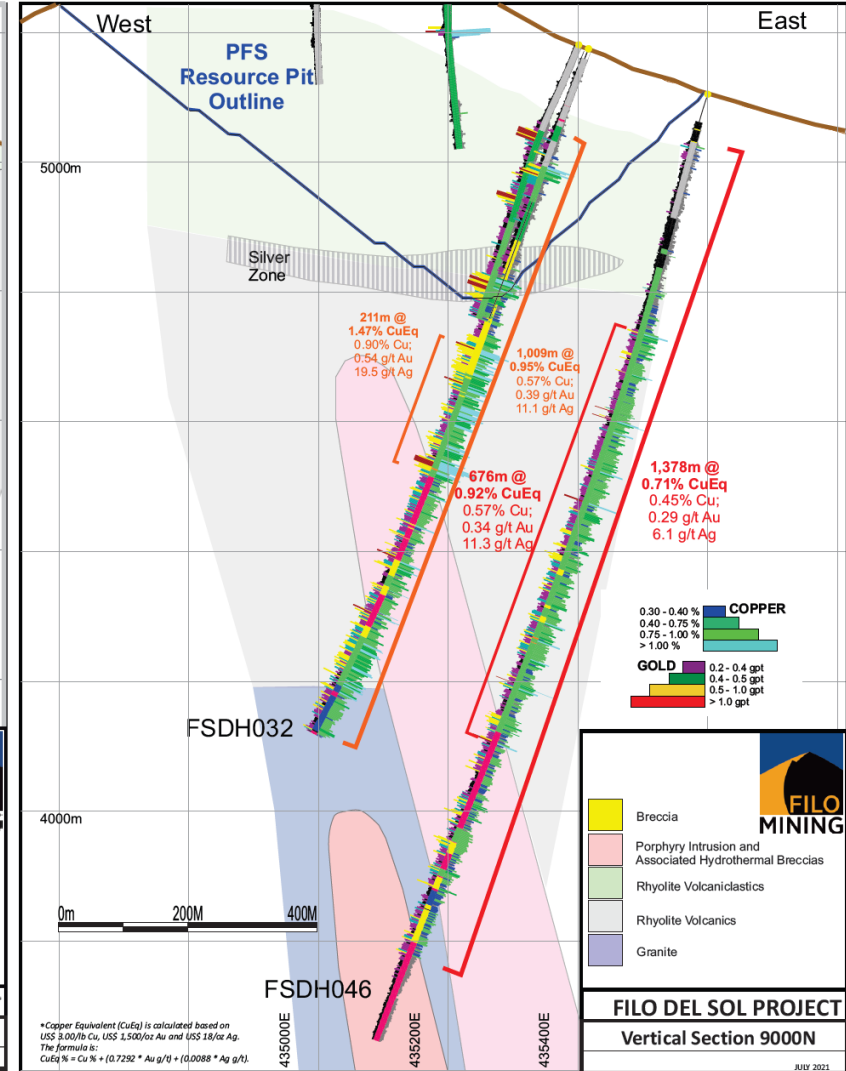 West
East
PFS
Resource Pit
Outline
5000m
Silver
Zone
211m @
1.47% CuEq
0.90% Cu;
0.54 g/t Au
19.5 g/t Ag
1,009m @
0.95% CuEq
0.57% Cu;
0.39 g/t Au
11.1 g/t Ag
676m @
0.92% CuEq
0.57% Cu;
0.34 g/t Au
11.3 g/t Ag
1,378m @
0.71% CuEq
0.45% Cu;
0.29 g/t Au
6.1 g/t Ag
COPPER
0.30 - 0.40 %
0.40 - 0.75 %
0.75 - 1.00 %
> 1.00 %
GOLD
0.2 - 0.4 gpt
0.4 - 0.5 gpt
0.5 - 1.0 gpt
> 1.0 gpt
FSDH032
FILO
MINING
Breccia
Porphyry Intrusion and
Associated Hydrothermal Breccias
Rhyolite Volcaniclastics
Rhyolite Volcanics
Granite
4000m
0m 200M 400M
FSDH046
435000E
435200E
435400E
*Copper Equivalent (CuEq) is calculated based on
US$ 3.00/lb Cu, US$ 1,500/oz Au and US$ 18/oz Ag.
The formula is:
CuEq % = Cu % + (0.7292 * Au g/t) + (0.0088 * Ag g/t).
FILO DEL SOL PROJECT
Vertical Section 9000N
JULY 2021